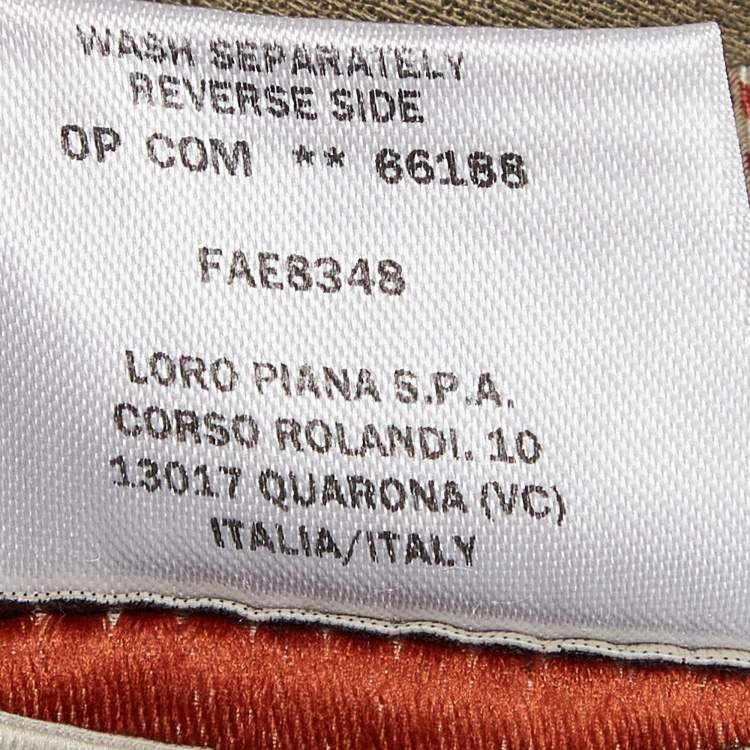 WASH SEPARATELY
REVERSE SIDE
OP COM ** 66188
FAE8348
LORO PIANA S.P.A.
CORSO ROLANDI. 10
13017 QUARONA (VC)
ITALIA/ITALY